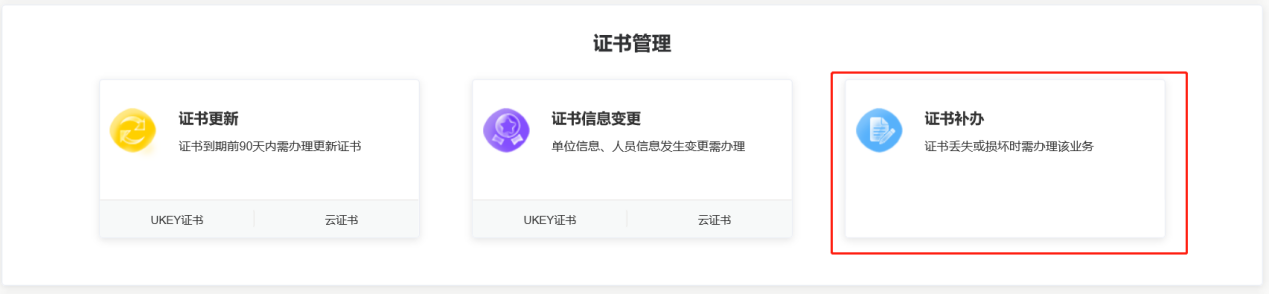 证书管理
证书更新
证书到期前90天内需办理更新证书
UKEY证书
云证书
证书信息变更
单位信息、人员信息发生变更需办理
UKEY证书
云证书
证书补办
证书丢失或损坏时需办理该业务